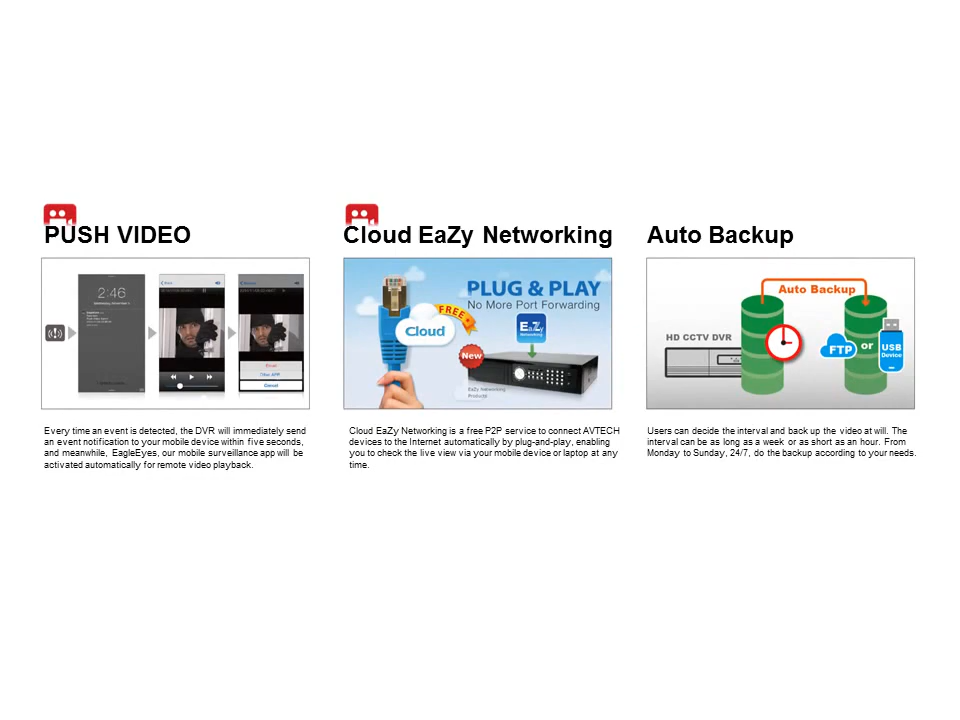 PUSH VIDEO
2:46
Every time an event is detected, the DVR will immediately send
an event notification to your mobile device within five seconds,
and meanwhile, EagleEyes, our mobile surveillance app will be
activated automatically for remote video playback.
Cloud EaZy Networking
PLUG & PLAY
No More Port Forwarding
FREE
Cloud
EaZy
Networking
New
EaZy Networking
Products
Cloud EaZy Networking is a free P2P service to connect AVTECH
devices to the Internet automatically by plug-and-play, enabling
you to check the live view via your mobile device or laptop at any
time.
Auto Backup
Auto Backup
HD CCTV DVR
FTP
or
USB
Device
Users can decide the interval and back up the video at will. The
interval can be as long as a week or as short as an hour. From
Monday to Sunday, 24/7, do the backup according to your needs.